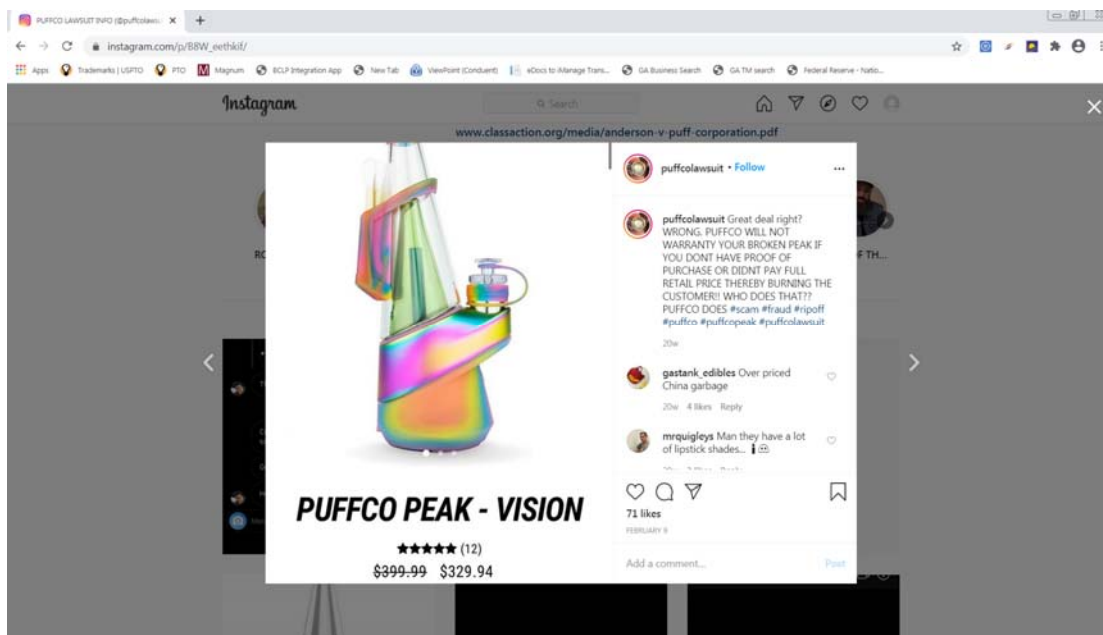 PUFFCO LAWSUIT INFO (@puffcolawsu
instagram.com/p/B8W_eethkif/
Apps Trademarks | USPTO PTO Magnum ECLP Integration App New Tab ViewPoint (Conduent) eDocs to iManage Trans... GA Business Search GA TM search Federal Reserve - Natio...
Instagram
Search
www.classaction.org/media/anderson-v-puff-corporation.pdf
puffcolawsuit • Follow
puffcolawsuit Great deal right?
WRONG. PUFFCO WILL NOT
WARRANTY YOUR BROKEN PEAK IF
YOU DONT HAVE PROOF OF
PURCHASE OR DIDNT PAY FULL
RETAIL PRICE THEREBY BURNING THE
CUSTOMER!! WHO DOES THAT??
PUFFCO DOES #scam #fraud #ripoff
#puffco #puffcopeak #puffcolawsuit
20w
gastank_edibles Over priced
China garbage
20w 4 likes Reply
mrquigleys Man they have a lot
of lipstick shades...
71 likes
FEBRUARY 9
Add a comment... Post
PUFFCO PEAK - VISION
(12)
$399.99 $329.94